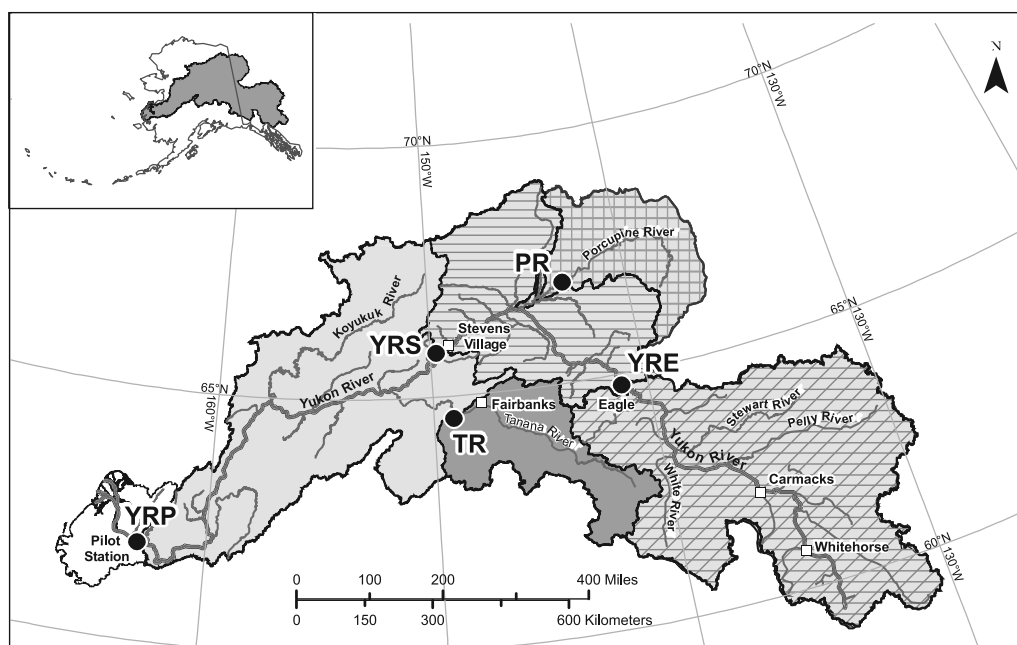 N
70°N
130°W
70°N
150°W
Porcupine River
PR
Koyukuk River
65°N
130°W
Stevens
Village
YRS
YRE
Yukon River
65°N
160°W
Eagle
Fairbanks
Stewart River
Tanana River
TR
Pelly River
Yukon River
White River
Carmacks
YRP
Pilot
Station
Whitehorse
60°N
130°W
0 100 200 400 Miles
0 150 300 600 Kilometers